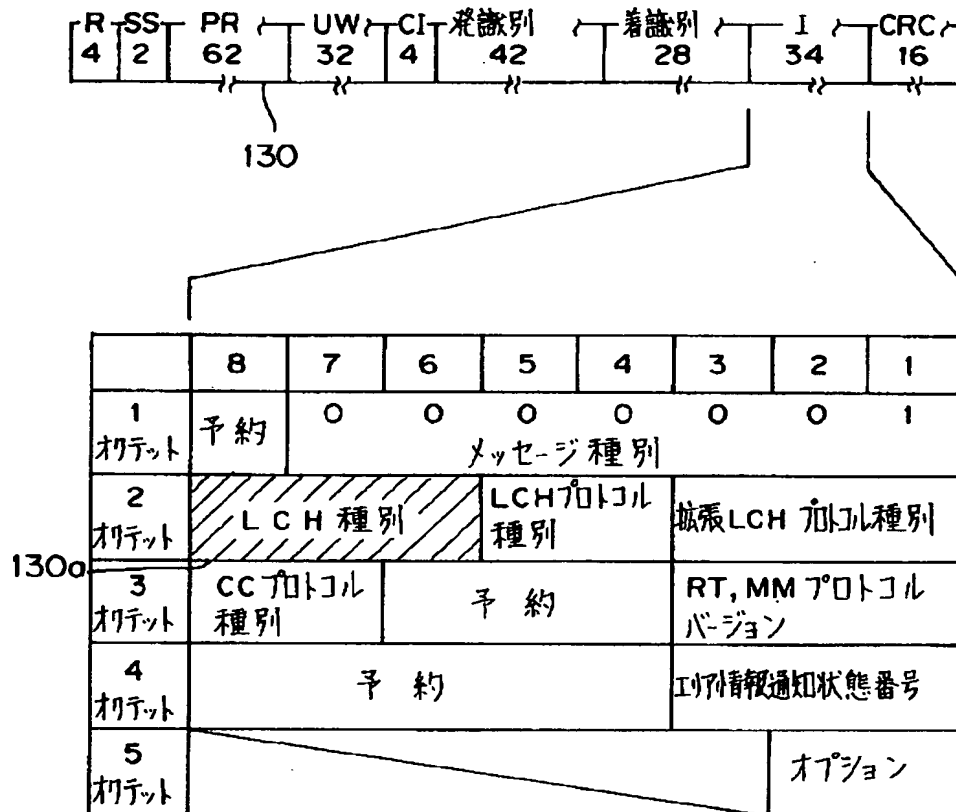 R SS PR UW CI 発識別 着識別 I CRC
4 2 62 32 4 42 28 34 16
130
8 7 6 5 4 3 2 1
1 オクテット 予約 0 0 0 0 0 0 1
メッセージ種別
2 オクテット LCH種別 LCHプロトコル種別 拡張LCHプロトコル種別
130a
3 オクテット CCプロトコル種別 予約 RT, MMプロトコルバージョン
4 オクテット 予約 エリア情報通知状態番号
5 オクテット オプション